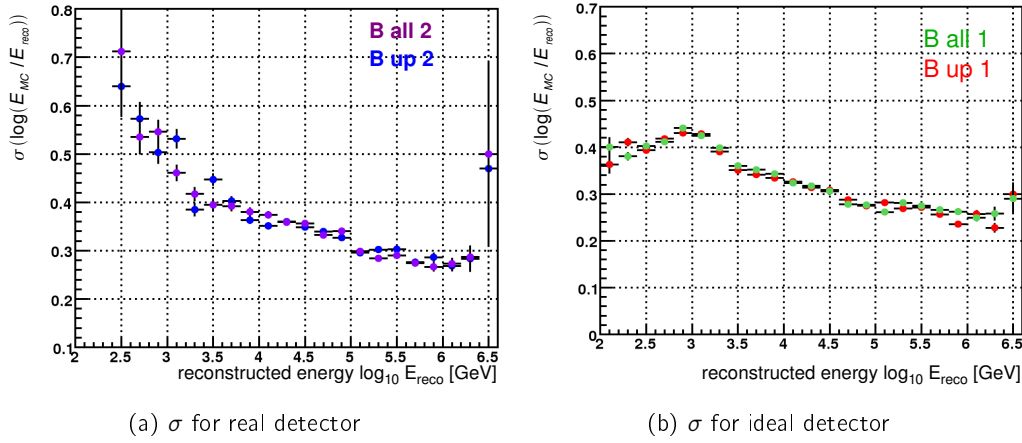 σ (log( E_MC / E_reco ))
0.8
0.7
0.6
0.5
0.4
0.3
0.2
0.1
2 2.5 3 3.5 4 4.5 5 5.5 6 6.5
B all 2
B up 2
reconstructed energy log10 Ereco [GeV]
(a) σ for real detector
σ (log( E_MC / E_reco ))
0.7
0.6
0.5
0.4
0.3
0.2
0.1
0
2 2.5 3 3.5 4 4.5 5 5.5 6 6.5
B all 1
B up 1
reconstructed energy log10 Ereco [GeV]
(b) σ for ideal detector